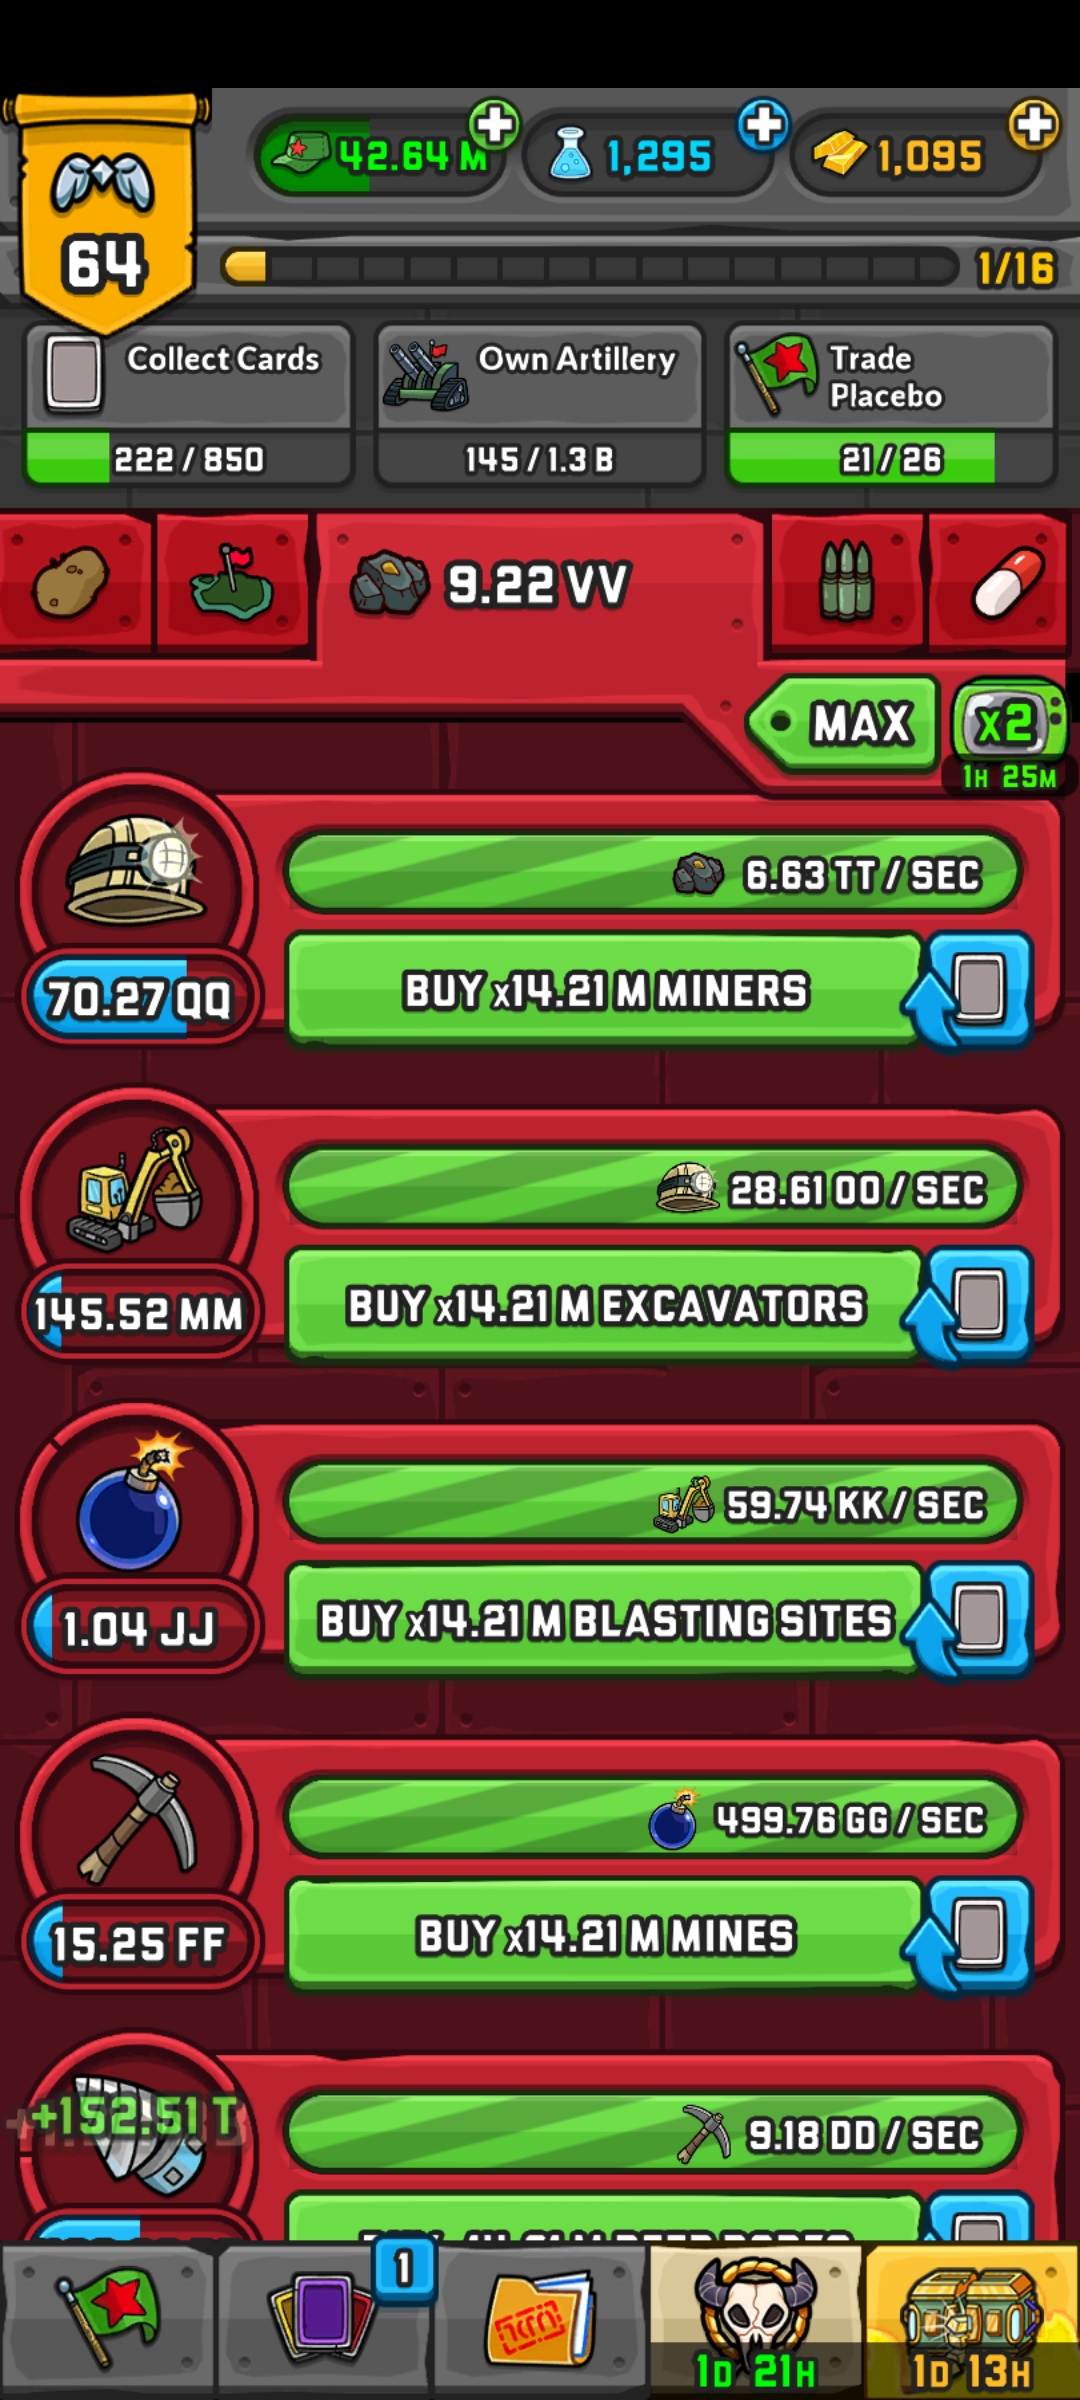 42.64 M
1,295
1,095
64
1/16
Collect Cards
222 / 850
Own Artillery
145 / 1.3 B
Trade
Placebo
21 / 26
9.22 VV
MAX
x2
1H 25M
6.63 TT / SEC
70.27 QQ
BUY x14.21 M MINERS
28.61 OO / SEC
145.52 MM
BUY x14.21 M EXCAVATORS
59.74 KK / SEC
1.04 JJ
BUY x14.21 M BLASTING SITES
499.76 GG / SEC
15.25 FF
BUY x14.21 M MINES
+152.51 T
9.18 DD / SEC
1
1D 21H
1D 13H